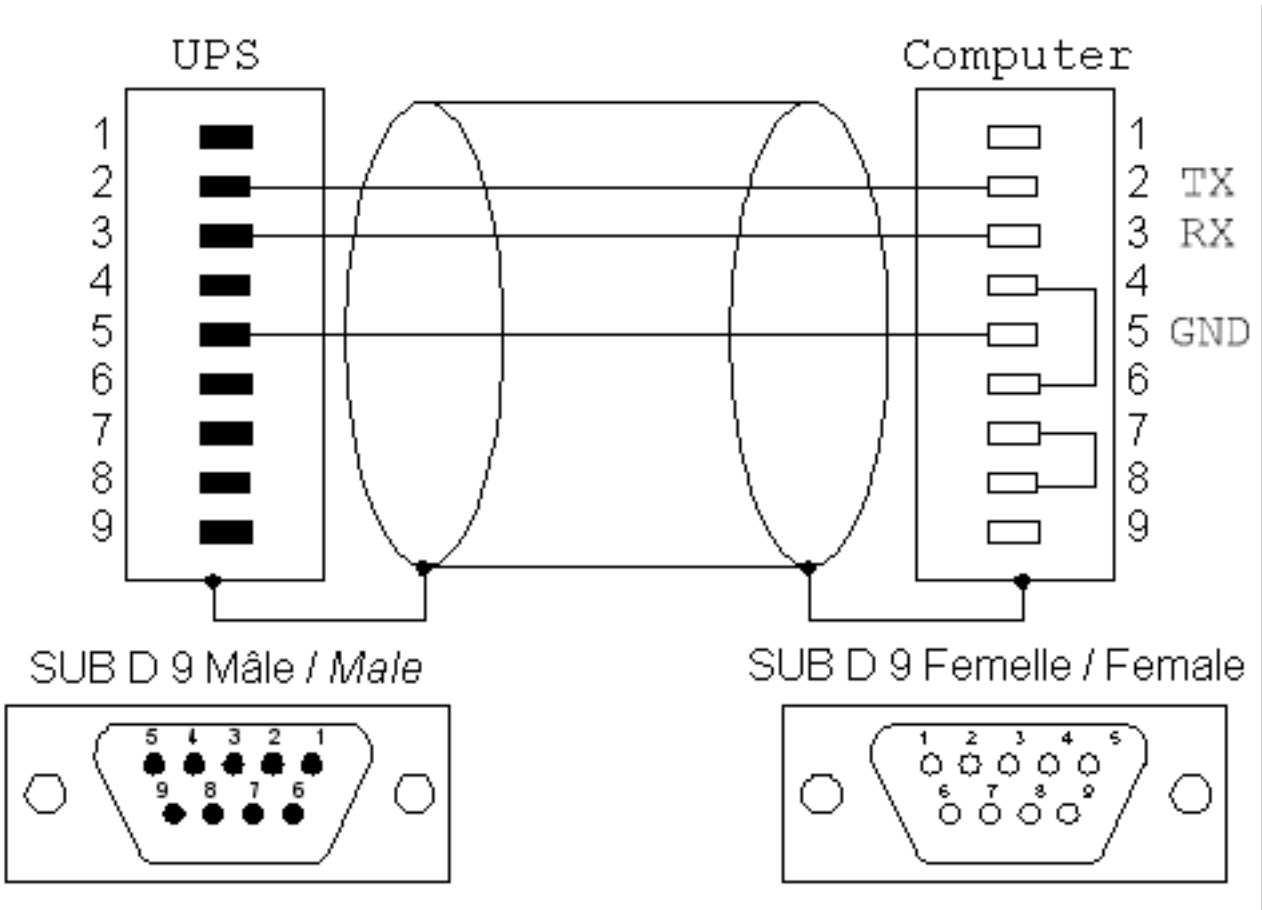 UPS
Computer
1 1
2 2 TX
3 3 RX
4 4
5 5 GND
6 6
7 7
8 8
9 9
SUB D 9 Mâle / Male
SUB D 9 Femelle / Female
5 4 3 2 1
9 8 7 6
1 2 3 4 5
6 7 8 9